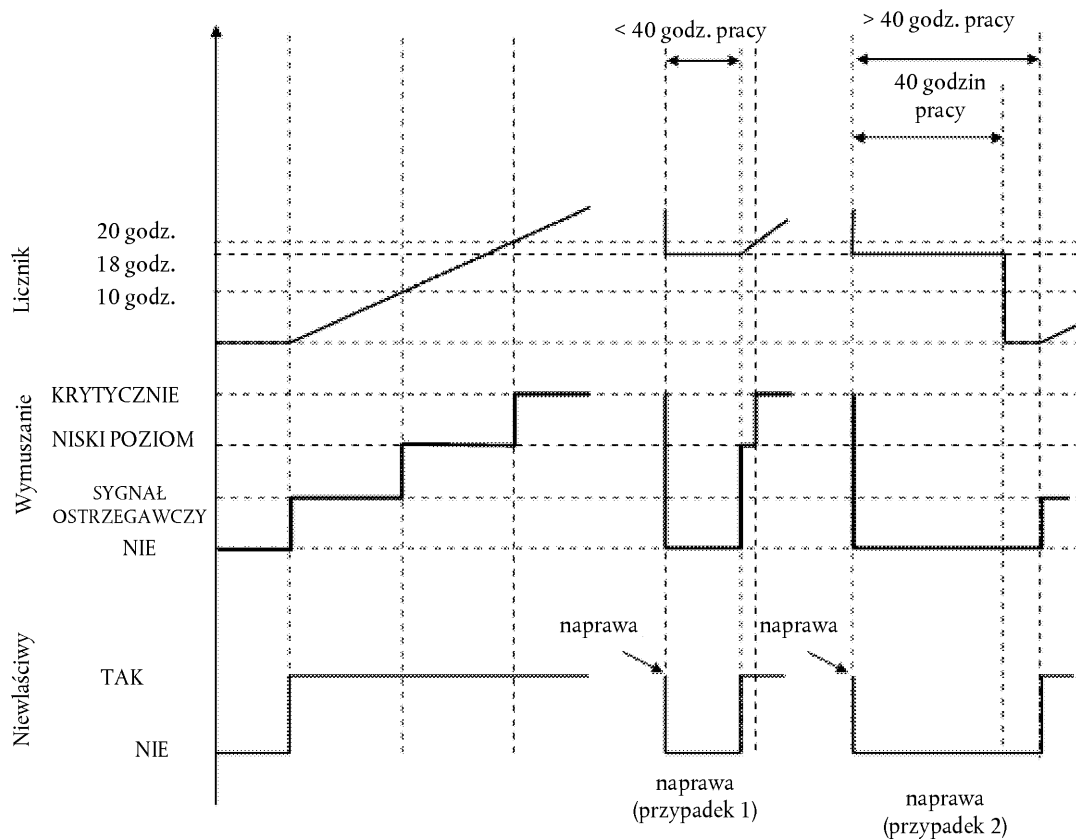 < 40 godz. pracy
> 40 godz. pracy
40 godzin
pracy
Licznik
20 godz.
18 godz.
10 godz.
Wymuszanie
KRYTYCZNIE
NISKI POZIOM
SYGNAŁ
OSTRZEGAWCZY
NIE
Niewłaściwy
TAK
NIE
naprawa
naprawa
naprawa
(przypadek 1)
naprawa
(przypadek 2)